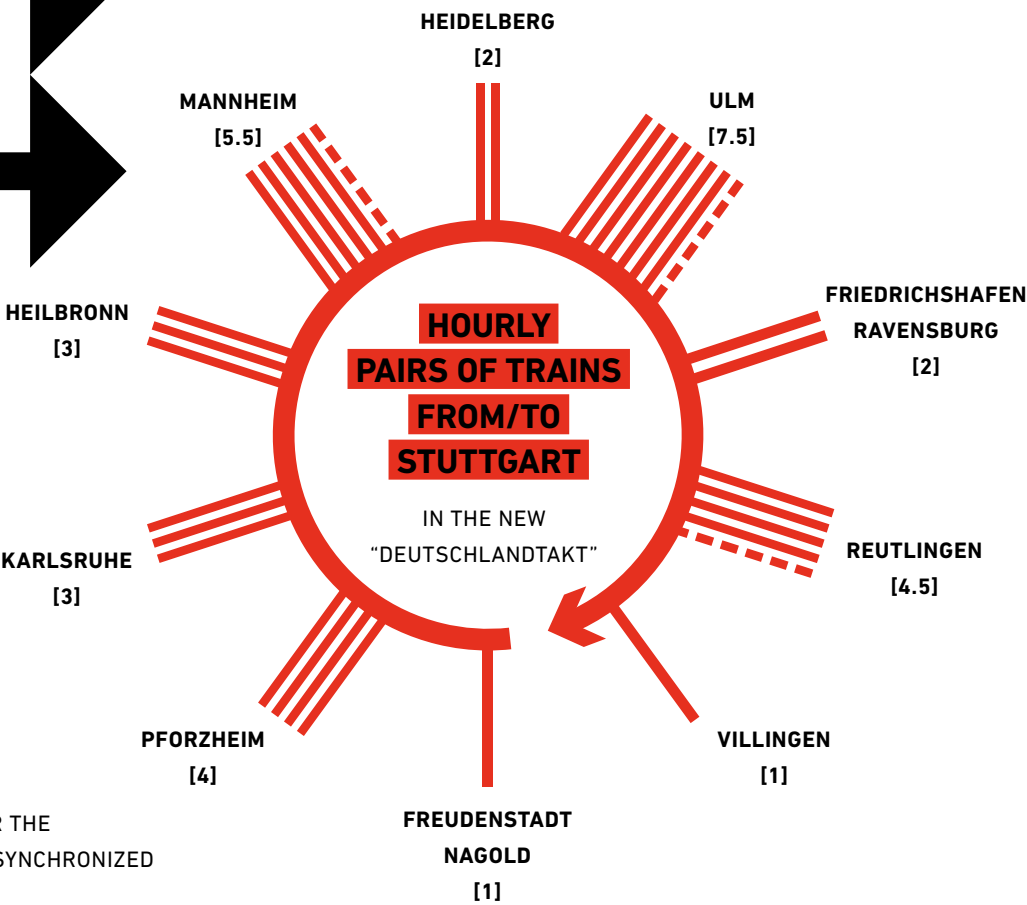 HEIDELBERG
[2]
MANNHEIM
[5.5]
ULM
[7.5]
HEILBRONN
[3]
FRIEDRICHSHAFEN
RAVENSBURG
[2]
HOURLY
PAIRS OF TRAINS
FROM/TO
STUTTGART
IN THE NEW
“DEUTSCHLANDTAKT”
KARLSRUHE
[3]
REUTLINGEN
[4.5]
PFORZHEIM
[4]
VILLINGEN
[1]
FREUDENSTADT
NAGOLD
[1]
THE
SYNCHRONIZED